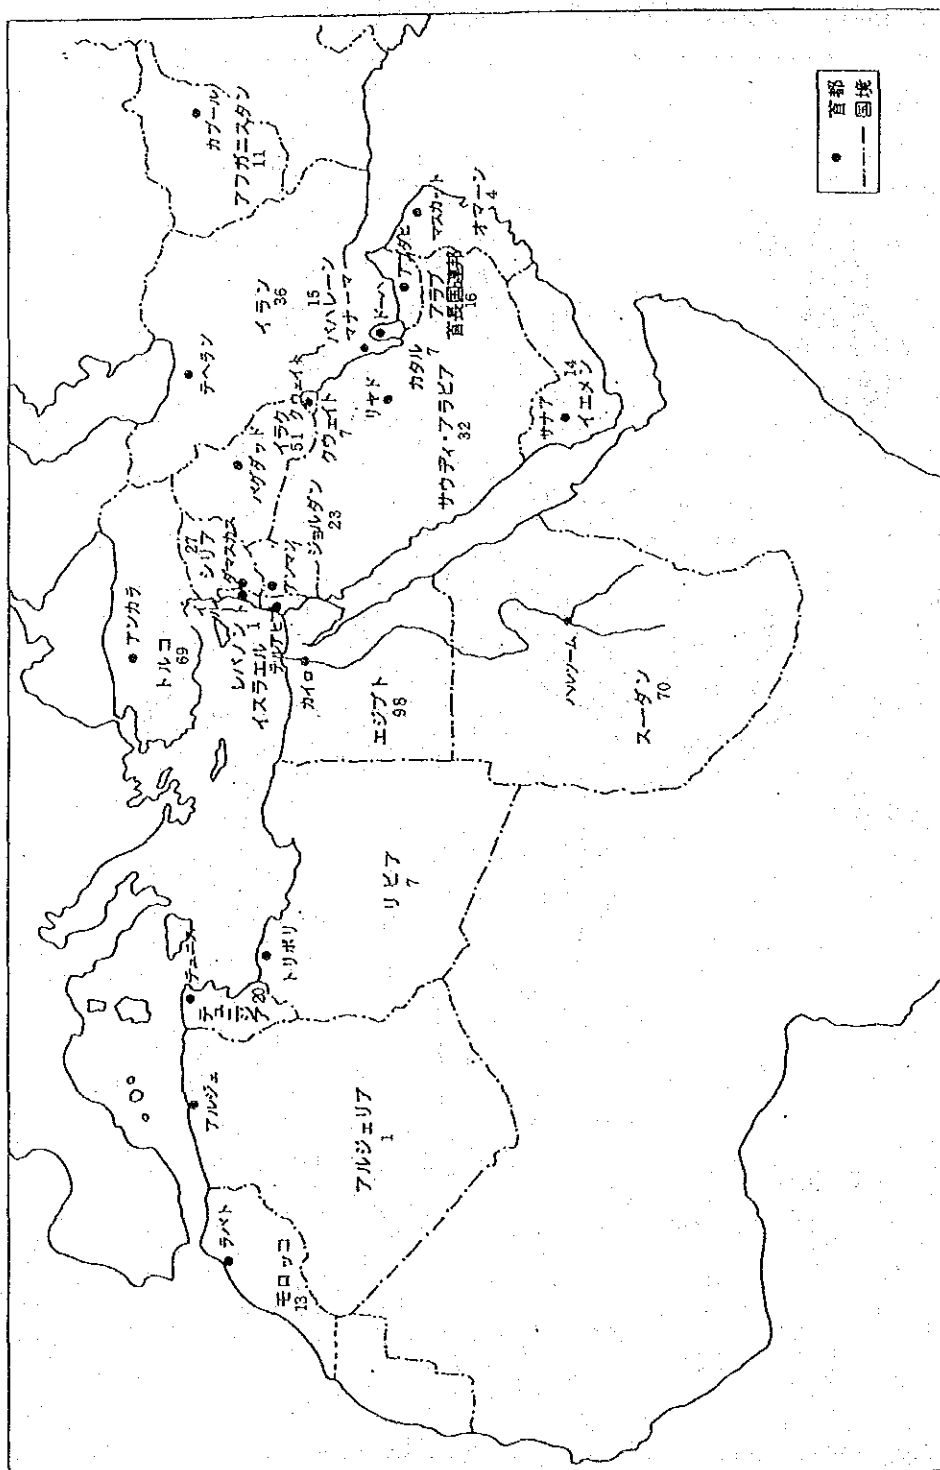 ● 首都
—・— 国境
カブール
アフガニスタン
11
テヘラン
イラン
36
アンカラ
トルコ
69
バグダッド
イラク
51
クウェイト
クウェイト
7
27
シリア
ダマスカス
レバノン
1
イスラエル
テルアビブ
アンマン
ジョルダン
23
15
バハレーン
マナーマ
ドーハ
カタル
7
アブダビ
アラブ
首長国連邦
16
マスカート
オマーン
4
リヤド
サウディ・アラビア
32
サナア
イエメン
14
カイロ
エジプト
98
ハルツーム
スーダン
70
トリポリ
リビア
7
チュニス
テュニジア
20
アルジェ
アルジェリア
1
ラバト
モロッコ
13